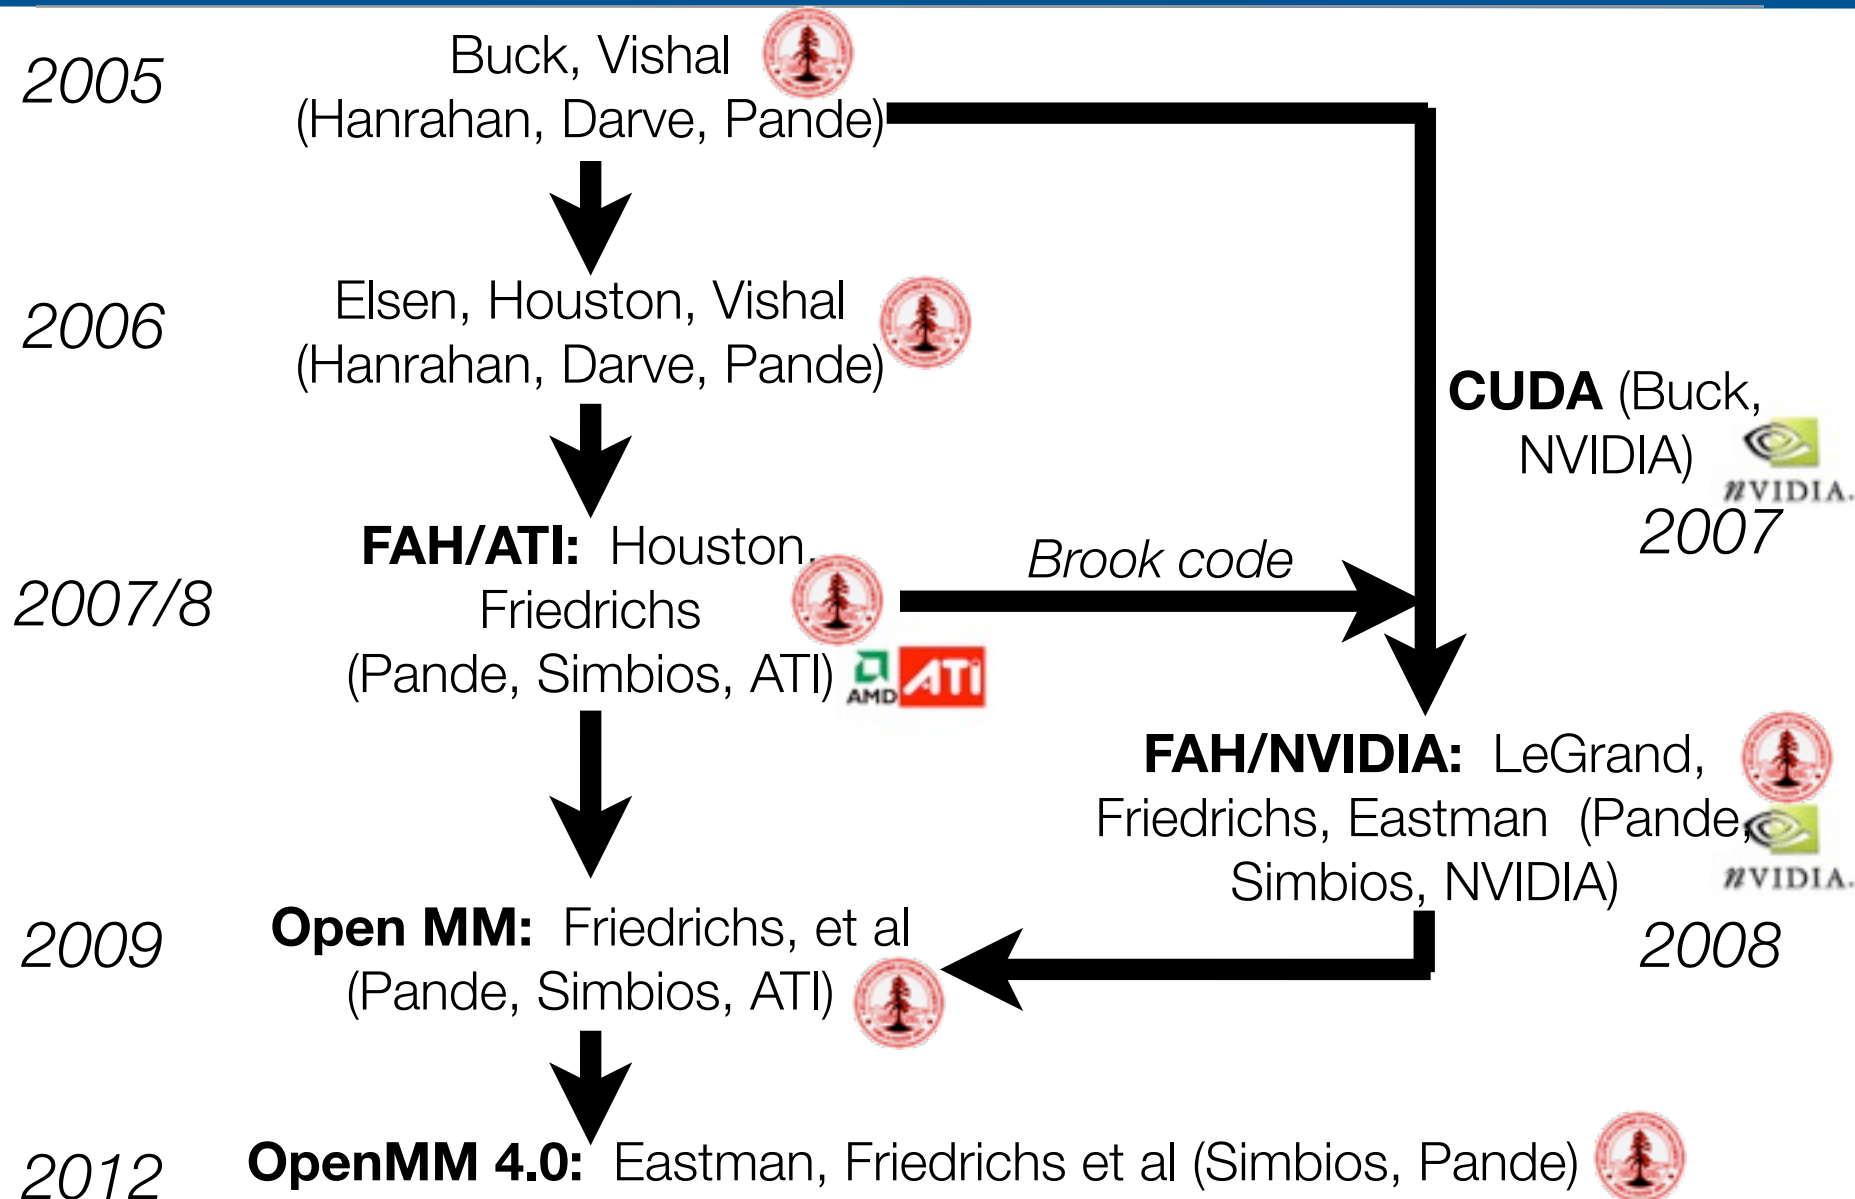 2005
Buck, Vishal
(Hanrahan, Darve, Pande)
2006
Elsen, Houston, Vishal
(Hanrahan, Darve, Pande)
CUDA (Buck,
NVIDIA)
nVIDIA.
2007
2007/8
FAH/ATI: Houston,
Friedrichs
(Pande, Simbios, ATI)
AMD ATI
Brook code
FAH/NVIDIA: LeGrand,
Friedrichs, Eastman (Pande,
Simbios, NVIDIA)
nVIDIA.
2008
2009
Open MM: Friedrichs, et al
(Pande, Simbios, ATI)
2012
OpenMM 4.0: Eastman, Friedrichs et al (Simbios, Pande)